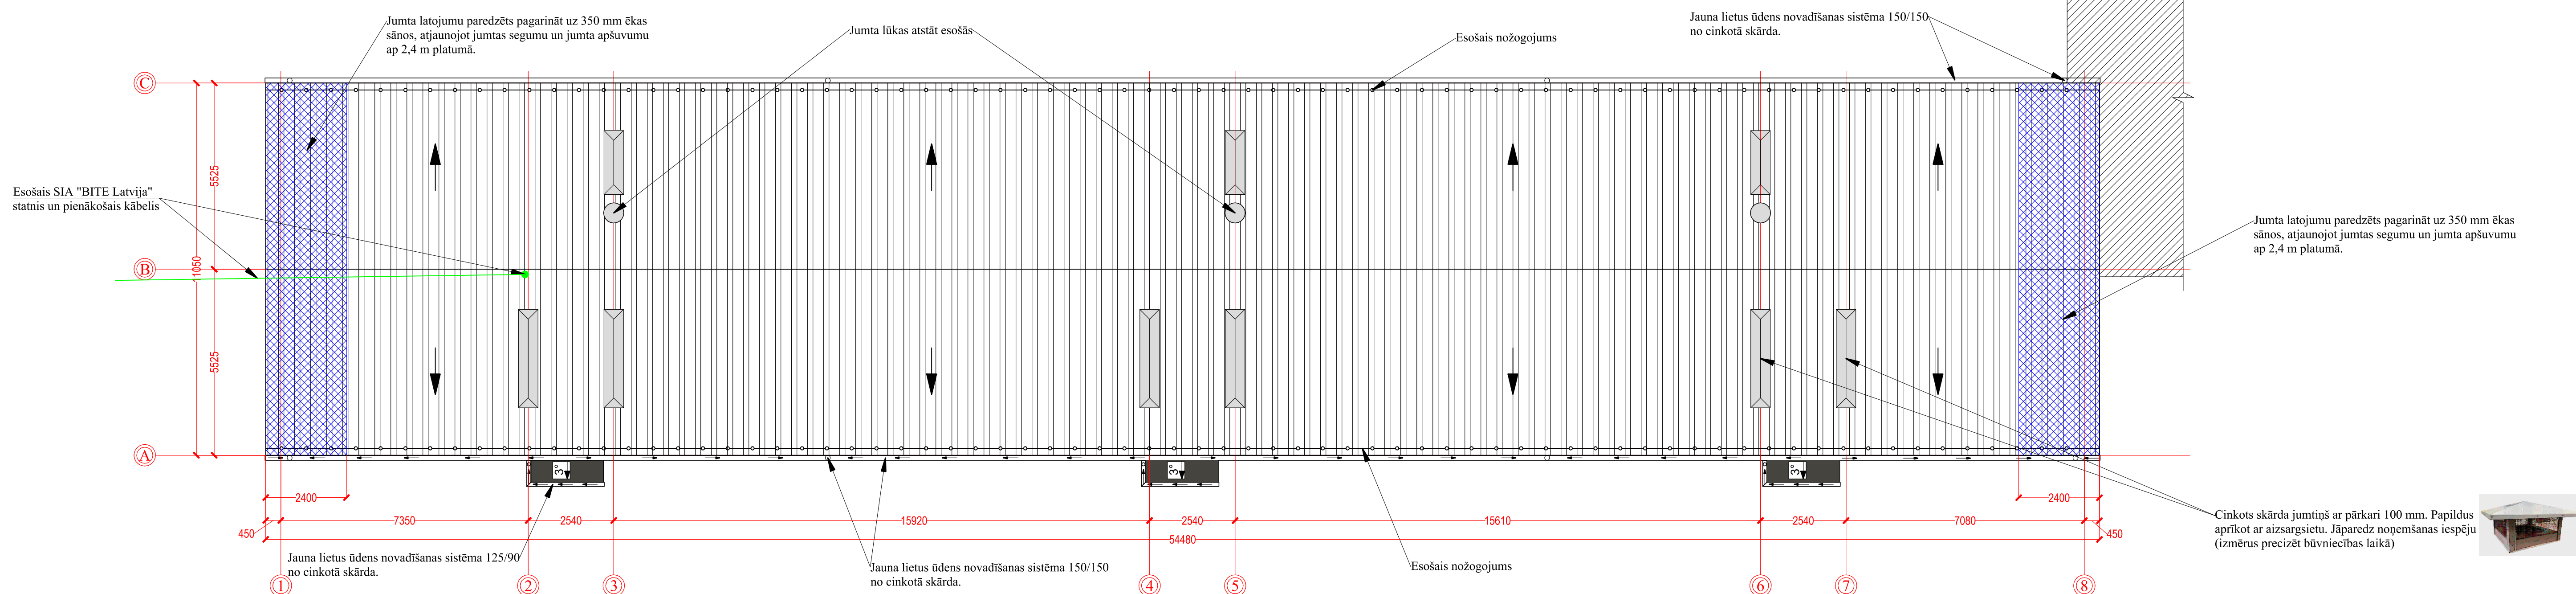 Jumta latojumu paredzēts pagarināt uz 350 mm ēkas
sānos, atjaunojot jumtas segumu un jumta apšuvumu
ap 2,4 m platumā.
Jumta lūkas atstāt esošās
Esošais nožogojums
Jauna lietus ūdens novadīšanas sistēma 150/150
no cinkotā skārda.
C
5525
Esošais SIA "BITE Latvija"
statnis un pienākošais kābelis
11050
B
Jumta latojumu paredzēts pagarināt uz 350 mm ēkas
sānos, atjaunojot jumtas segumu un jumta apšuvumu
ap 2,4 m platumā.
5525
A
3°
3°
3°
2400
2400
450
7350
2540
15920
2540
15610
2540
7080
450
54480
Cinkots skārda jumtiņš ar pārkari 100 mm. Papildus
aprīkot ar aizsargsietu. Jāparedz noņemšanas iespēju
(izmērus precizēt būvniecības laikā)
Jauna lietus ūdens novadīšanas sistēma 125/90
no cinkotā skārda.
Jauna lietus ūdens novadīšanas sistēma 150/150
no cinkotā skārda.
Esošais nožogojums
1
2
3
4
5
6
7
8